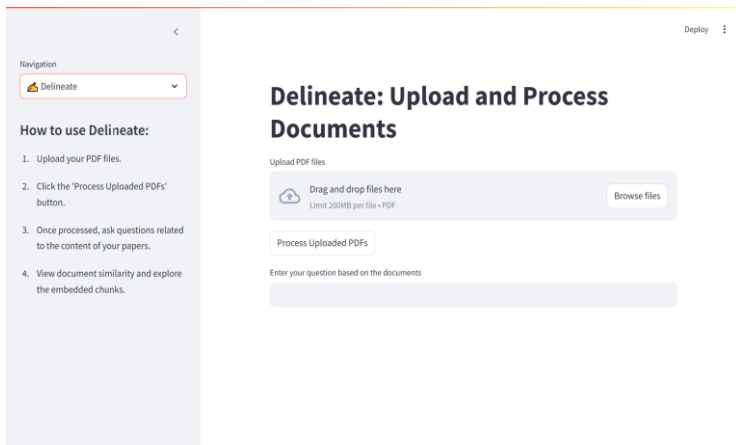 Deploy
Navigation
✍️ Delineate
How to use Delineate:
1. Upload your PDF files.
2. Click the 'Process Uploaded PDFs'
button.
3. Once processed, ask questions related
to the content of your papers.
4. View document similarity and explore
the embedded chunks.
Delineate: Upload and Process
Documents
Upload PDF files
Drag and drop files here
Limit 200MB per file • PDF
Browse files
Process Uploaded PDFs
Enter your question based on the documents